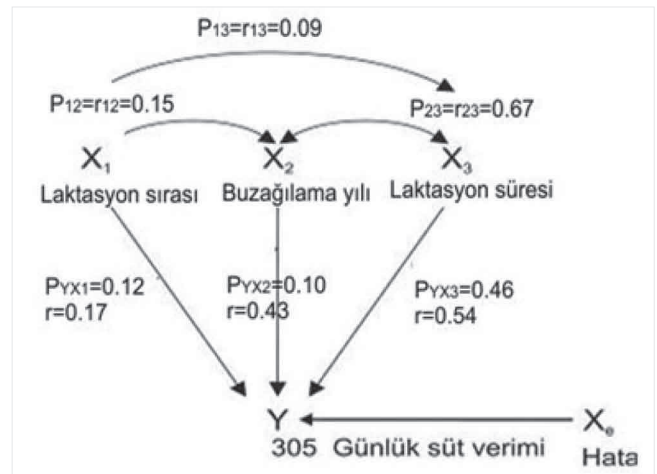 P13=r13=0.09
P12=r12=0.15
P23=r23=0.67
X1
X2
X3
Laktasyon sırası
Buzağılama yılı
Laktasyon süresi
PYX1=0.12
r=0.17
PYX2=0.10
r=0.43
PYX3=0.46
r=0.54
Y
Xe
305 Günlük süt verimi
Hata